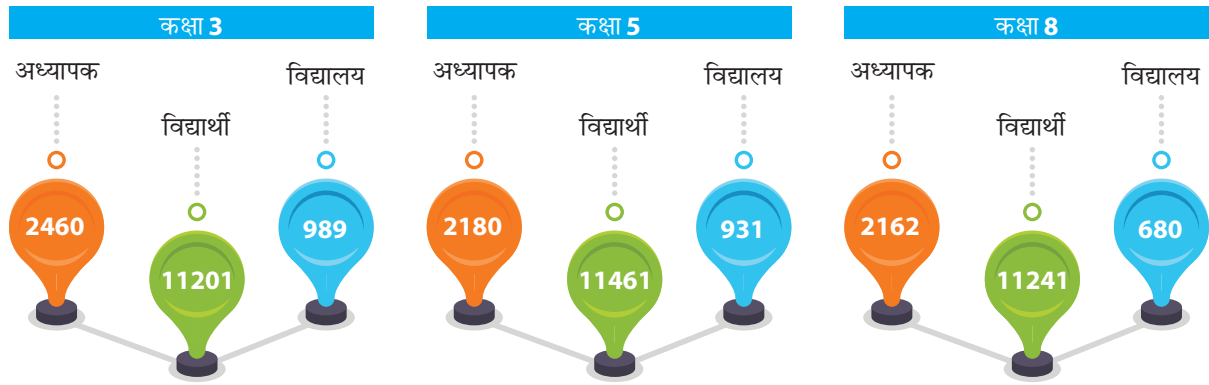 कक्षा 3
अध्यापक
विद्यार्थी
विद्यालय
2460
11201
989
कक्षा 5
अध्यापक
विद्यार्थी
विद्यालय
2180
11461
931
कक्षा 8
अध्यापक
विद्यार्थी
विद्यालय
2162
11241
680